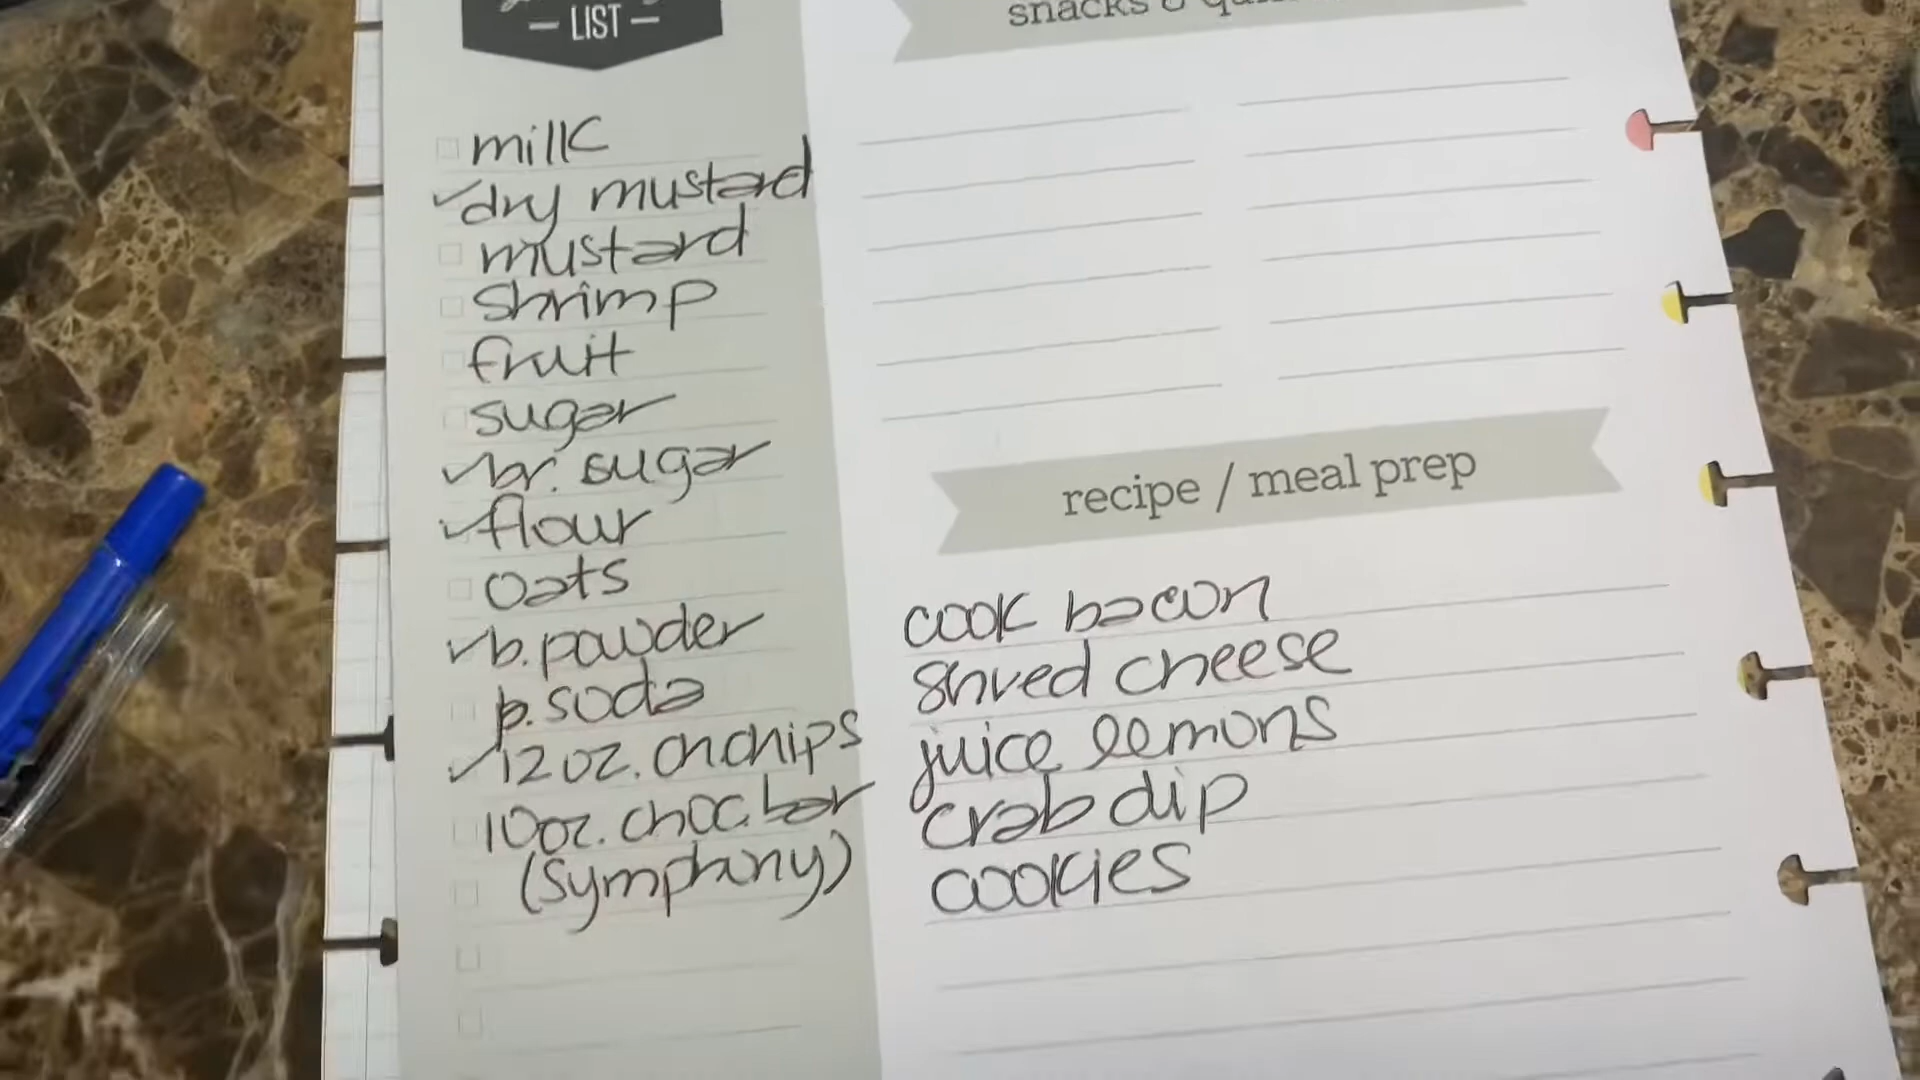 — LIST —
milk
dry mustard
mustard
shrimp
fruit
sugar
br. sugar
flour
oats
b. powder
b. soda
12 oz. ch chips
10 oz. choc. bar
(Symphony)
snacks &
recipe / meal prep
cook bacon
shred cheese
juice lemons
crab dip
cookies